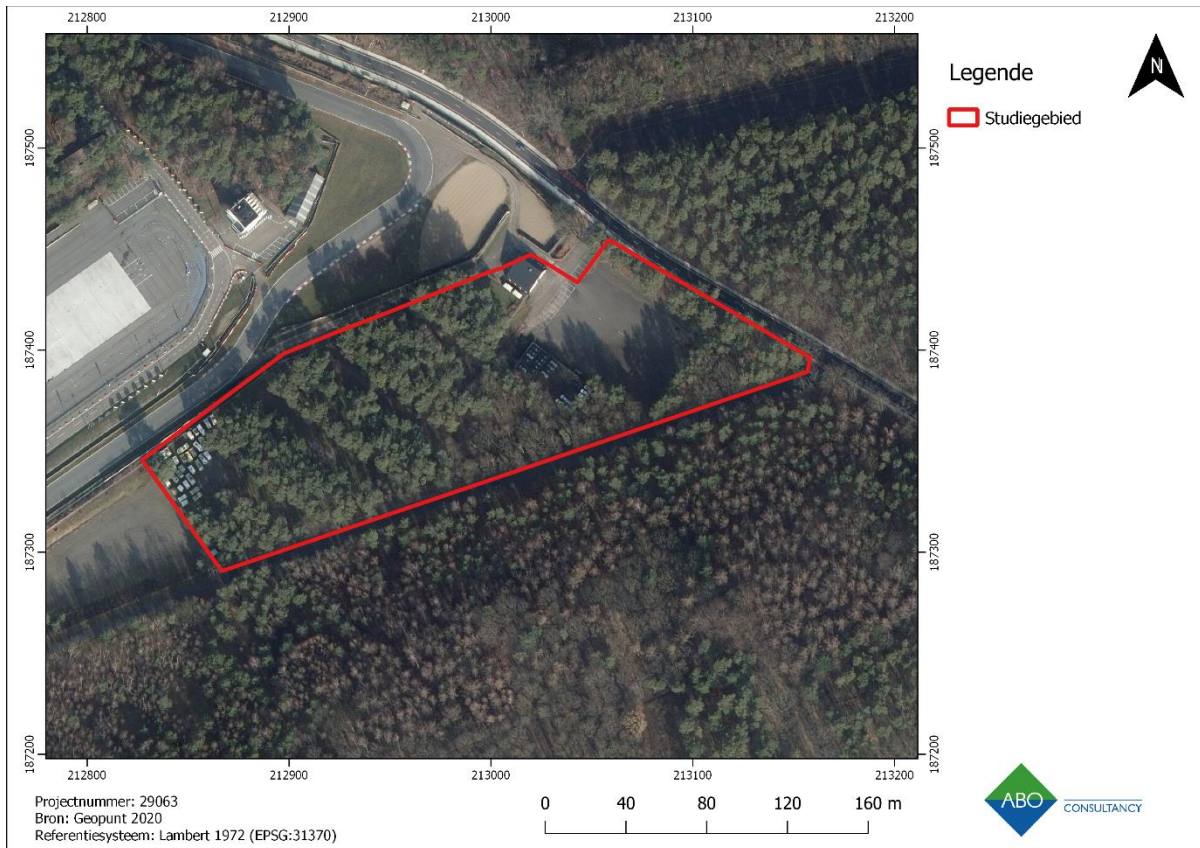 212800 212900 213000 213100 213200
187500
187400
187300
187200
187500
187400
187300
187200
212800 212900 213000 213100 213200
N
Legende
Studiegebied
Projectnummer: 29063
Bron: Geopunt 2020
Referentiesysteem: Lambert 1972 (EPSG:31370)
0 40 80 120 160 m
ABO CONSULTANCY